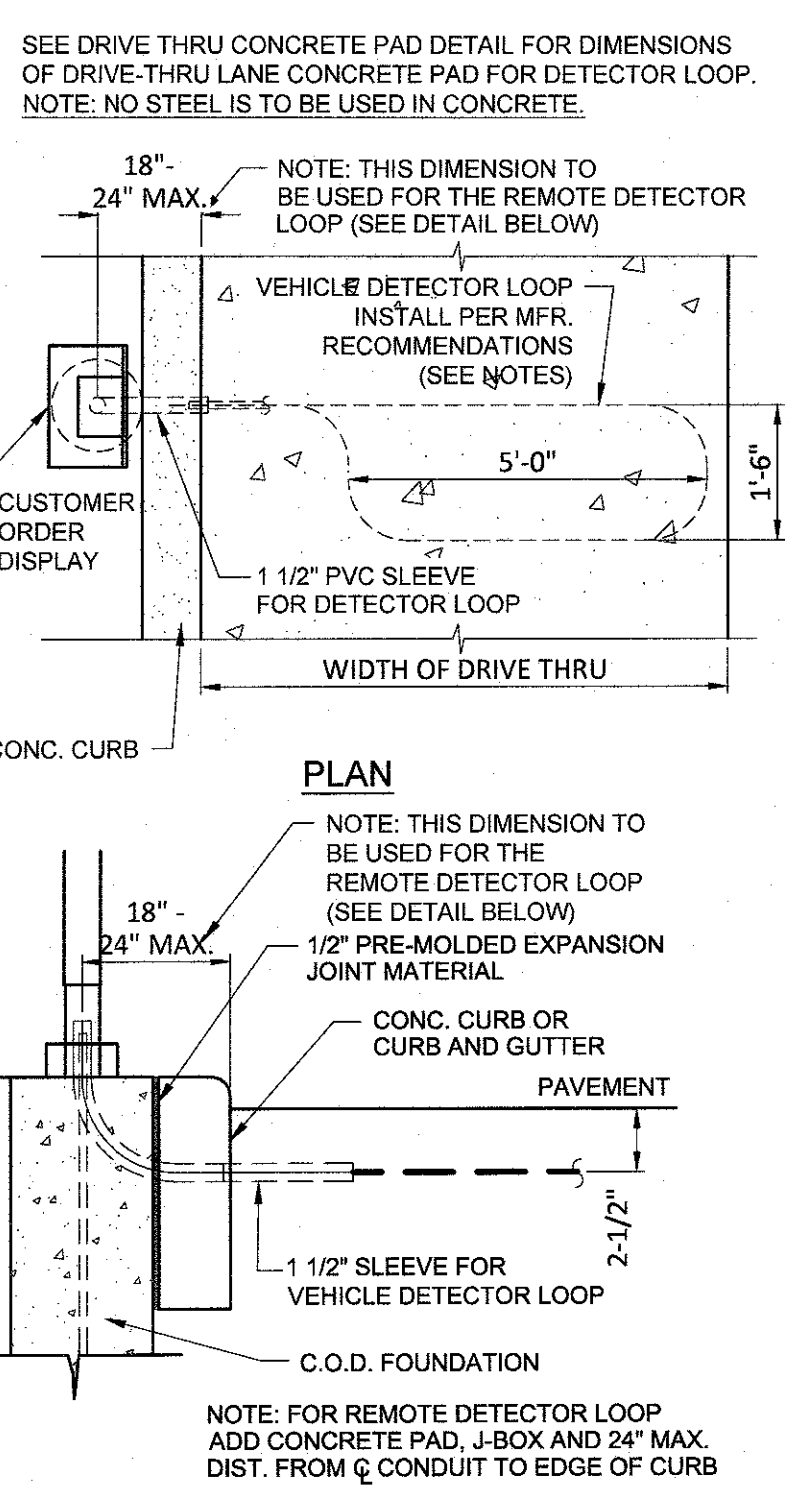 SEE DRIVE THRU CONCRETE PAD DETAIL FOR DIMENSIONS
OF DRIVE-THRU LANE CONCRETE PAD FOR DETECTOR LOOP.
NOTE: NO STEEL IS TO BE USED IN CONCRETE.
18"-
24" MAX.
NOTE: THIS DIMENSION TO
BE USED FOR THE REMOTE DETECTOR
LOOP (SEE DETAIL BELOW)
VEHICLE DETECTOR LOOP
INSTALL PER MFR.
RECOMMENDATIONS
(SEE NOTES)
5'-0"
1'-6"
CUSTOMER
ORDER
DISPLAY
1 1/2" PVC SLEEVE
FOR DETECTOR LOOP
WIDTH OF DRIVE THRU
CONC. CURB
PLAN
NOTE: THIS DIMENSION TO
BE USED FOR THE
REMOTE DETECTOR LOOP
(SEE DETAIL BELOW)
18" -
24" MAX.
1/2" PRE-MOLDED EXPANSION
JOINT MATERIAL
CONC. CURB OR
CURB AND GUTTER
PAVEMENT
2-1/2"
1 1/2" SLEEVE FOR
VEHICLE DETECTOR LOOP
C.O.D. FOUNDATION
NOTE: FOR REMOTE DETECTOR LOOP
ADD CONCRETE PAD, J-BOX AND 24" MAX.
DIST. FROM ℄ CONDUIT TO EDGE OF CURB